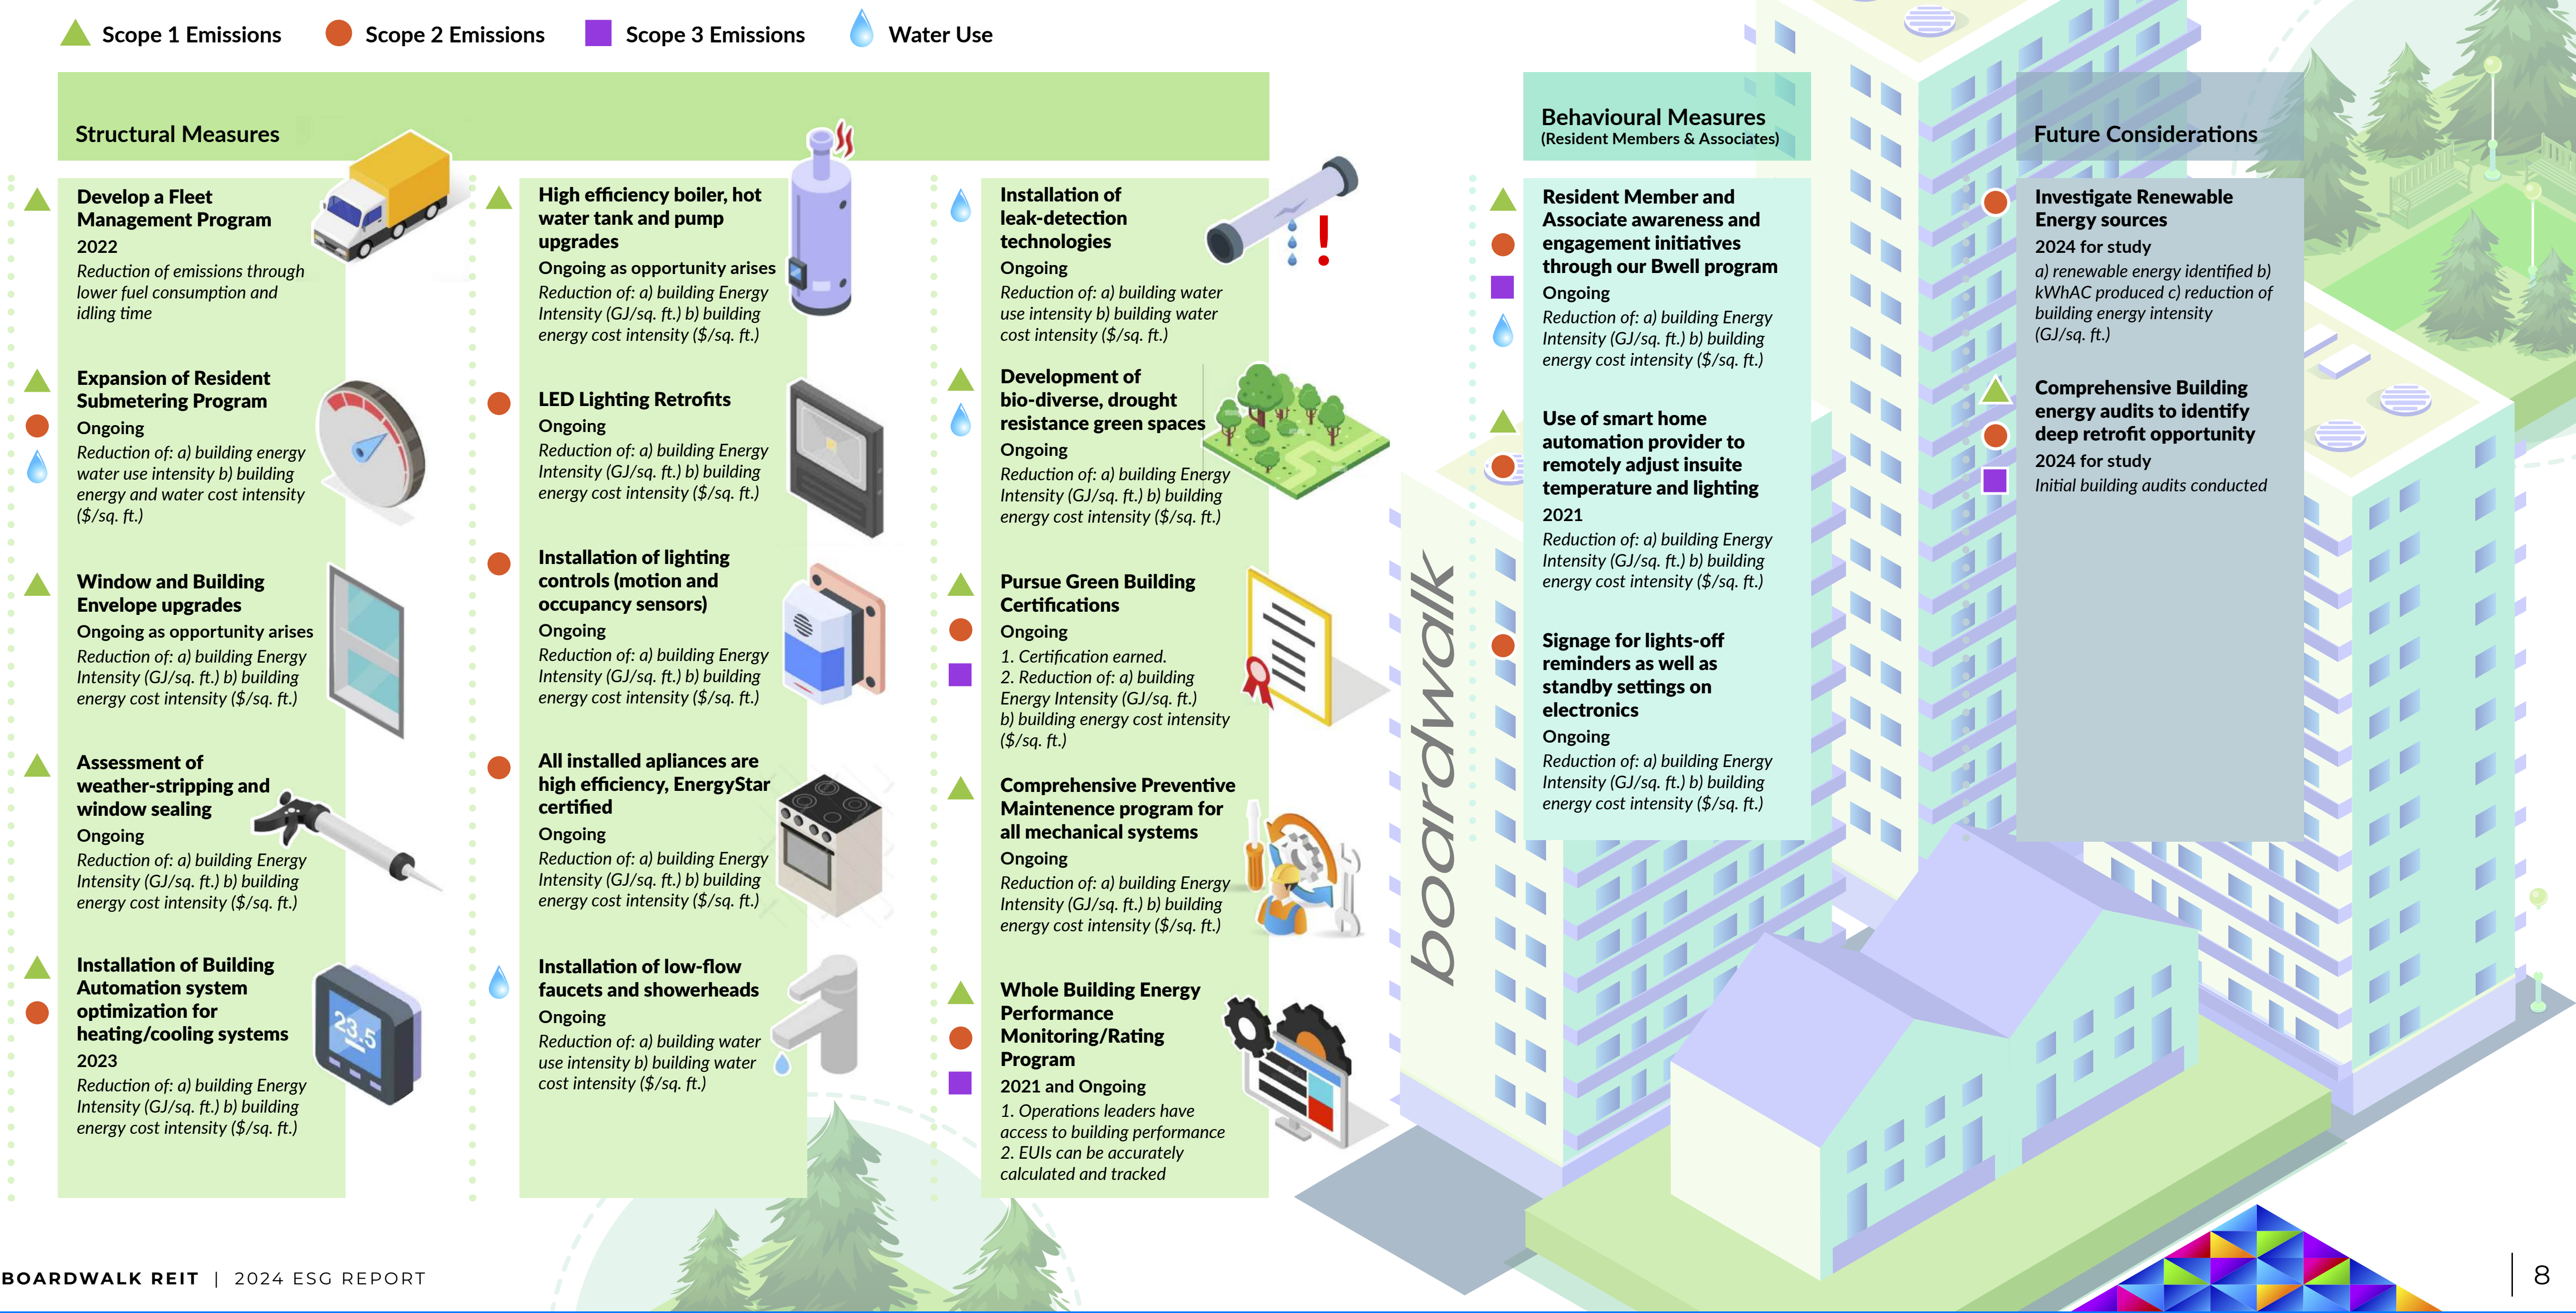 Scope 1 Emissions
Scope 2 Emissions
Scope 3 Emissions
Water Use
Structural Measures
Develop a Fleet
Management Program
2022
Reduction of emissions through
lower fuel consumption and
idling time
Expansion of Resident
Submetering Program
Ongoing
Reduction of: a) building energy
water use intensity b) building
energy and water cost intensity
($/sq. ft.)
Window and Building
Envelope upgrades
Ongoing as opportunity arises
Reduction of: a) building Energy
Intensity (GJ/sq. ft.) b) building
energy cost intensity ($/sq. ft.)
Assessment of
weather-stripping and
window sealing
Ongoing
Reduction of: a) building Energy
Intensity (GJ/sq. ft.) b) building
energy cost intensity ($/sq. ft.)
Installation of Building
Automation system
optimization for
heating/cooling systems
2023
Reduction of: a) building Energy
Intensity (GJ/sq. ft.) b) building
energy cost intensity ($/sq. ft.)
23.5
High efficiency boiler, hot
water tank and pump
upgrades
Ongoing as opportunity arises
Reduction of: a) building Energy
Intensity (GJ/sq. ft.) b) building
energy cost intensity ($/sq. ft.)
LED Lighting Retrofits
Ongoing
Reduction of: a) building Energy
Intensity (GJ/sq. ft.) b) building
energy cost intensity ($/sq. ft.)
Installation of lighting
controls (motion and
occupancy sensors)
Ongoing
Reduction of: a) building Energy
Intensity (GJ/sq. ft.) b) building
energy cost intensity ($/sq. ft.)
All installed apliances are
high efficiency, EnergyStar
certified
Ongoing
Reduction of: a) building Energy
Intensity (GJ/sq. ft.) b) building
energy cost intensity ($/sq. ft.)
Installation of low-flow
faucets and showerheads
Ongoing
Reduction of: a) building water
use intensity b) building water
cost intensity ($/sq. ft.)
Installation of
leak-detection
technologies
Ongoing
Reduction of: a) building water
use intensity b) building water
cost intensity ($/sq. ft.)
!
Development of
bio-diverse, drought
resistance green spaces
Ongoing
Reduction of: a) building Energy
Intensity (GJ/sq. ft.) b) building
energy cost intensity ($/sq. ft.)
Pursue Green Building
Certifications
Ongoing
1. Certification earned.
2. Reduction of: a) building
Energy Intensity (GJ/sq. ft.)
b) building energy cost intensity
($/sq. ft.)
Comprehensive Preventive
Maintenence program for
all mechanical systems
Ongoing
Reduction of: a) building Energy
Intensity (GJ/sq. ft.) b) building
energy cost intensity ($/sq. ft.)
Whole Building Energy
Performance
Monitoring/Rating
Program
2021 and Ongoing
1. Operations leaders have
access to building performance
2. EUIs can be accurately
calculated and tracked
boardwalk
Behavioural Measures
(Resident Members & Associates)
Resident Member and
Associate awareness and
engagement initiatives
through our Bwell program
Ongoing
Reduction of: a) building Energy
Intensity (GJ/sq. ft.) b) building
energy cost intensity ($/sq. ft.)
Use of smart home
automation provider to
remotely adjust insuite
temperature and lighting
2021
Reduction of: a) building Energy
Intensity (GJ/sq. ft.) b) building
energy cost intensity ($/sq. ft.)
Signage for lights-off
reminders as well as
standby settings on
electronics
Ongoing
Reduction of: a) building Energy
Intensity (GJ/sq. ft.) b) building
energy cost intensity ($/sq. ft.)
Future Considerations
Investigate Renewable
Energy sources
2024 for study
a) renewable energy identified b)
kWhAC produced c) reduction of
building energy intensity
(GJ/sq. ft.)
Comprehensive Building
energy audits to identify
deep retrofit opportunity
2024 for study
Initial building audits conducted
BOARDWALK REIT | 2024 ESG REPORT
8